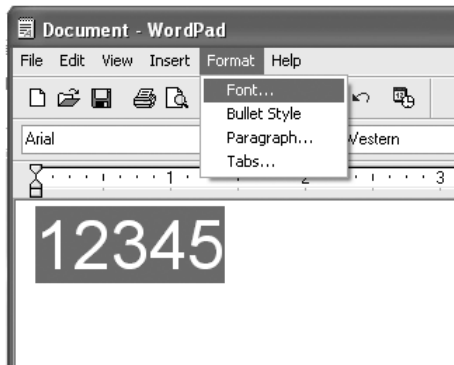 Document - WordPad
File Edit View Insert Format Help
Font...
Bullet Style
Paragraph...
Tabs...
Arial
Western
1 2 3
12345